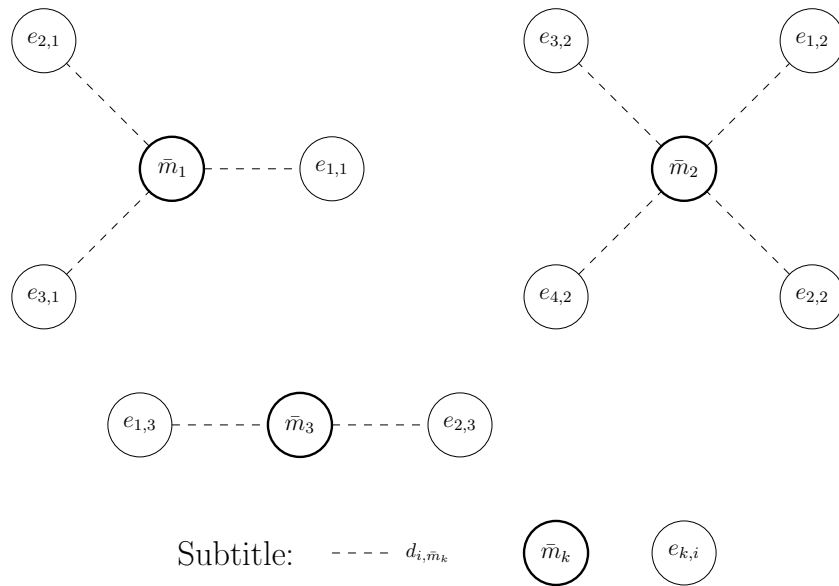 e_{2,1}
e_{3,2}
e_{1,2}
m̄_1
e_{1,1}
m̄_2
e_{3,1}
e_{4,2}
e_{2,2}
e_{1,3}
m̄_3
e_{2,3}
Subtitle: d_{i,m̄_k} m̄_k e_{k,i}